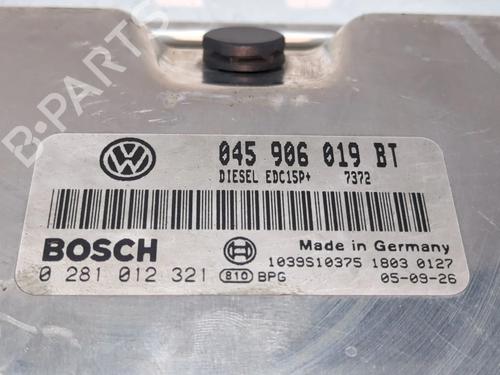 B-PARTS
045 906 019 BT
DIESEL EDC15P+ 7372
BOSCH
Made in Germany
1039S10375 1803 0127
0 281 012 321 810 BPG 05-09-26